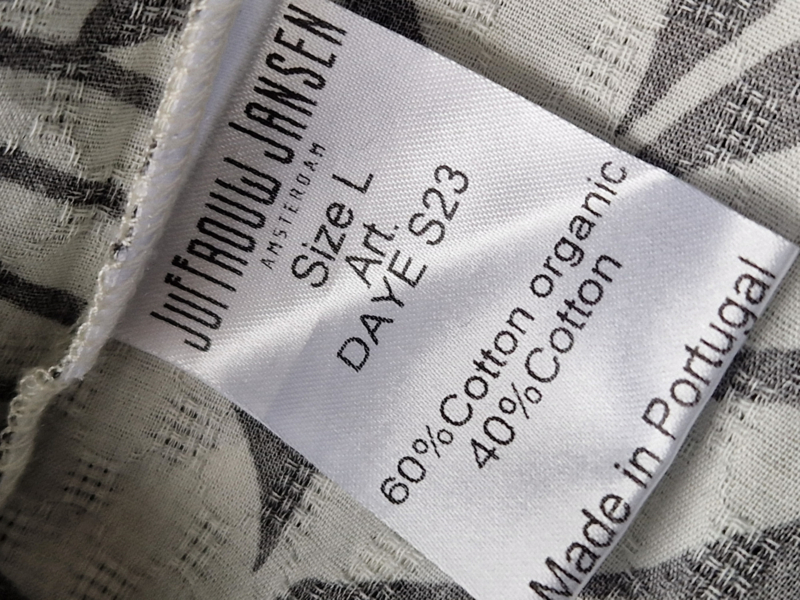 JUFFROUW JANSEN
AMSTERDAM
Size L
Art.
DAYE S23
60%Cotton organic
40%Cotton
Made in Portugal